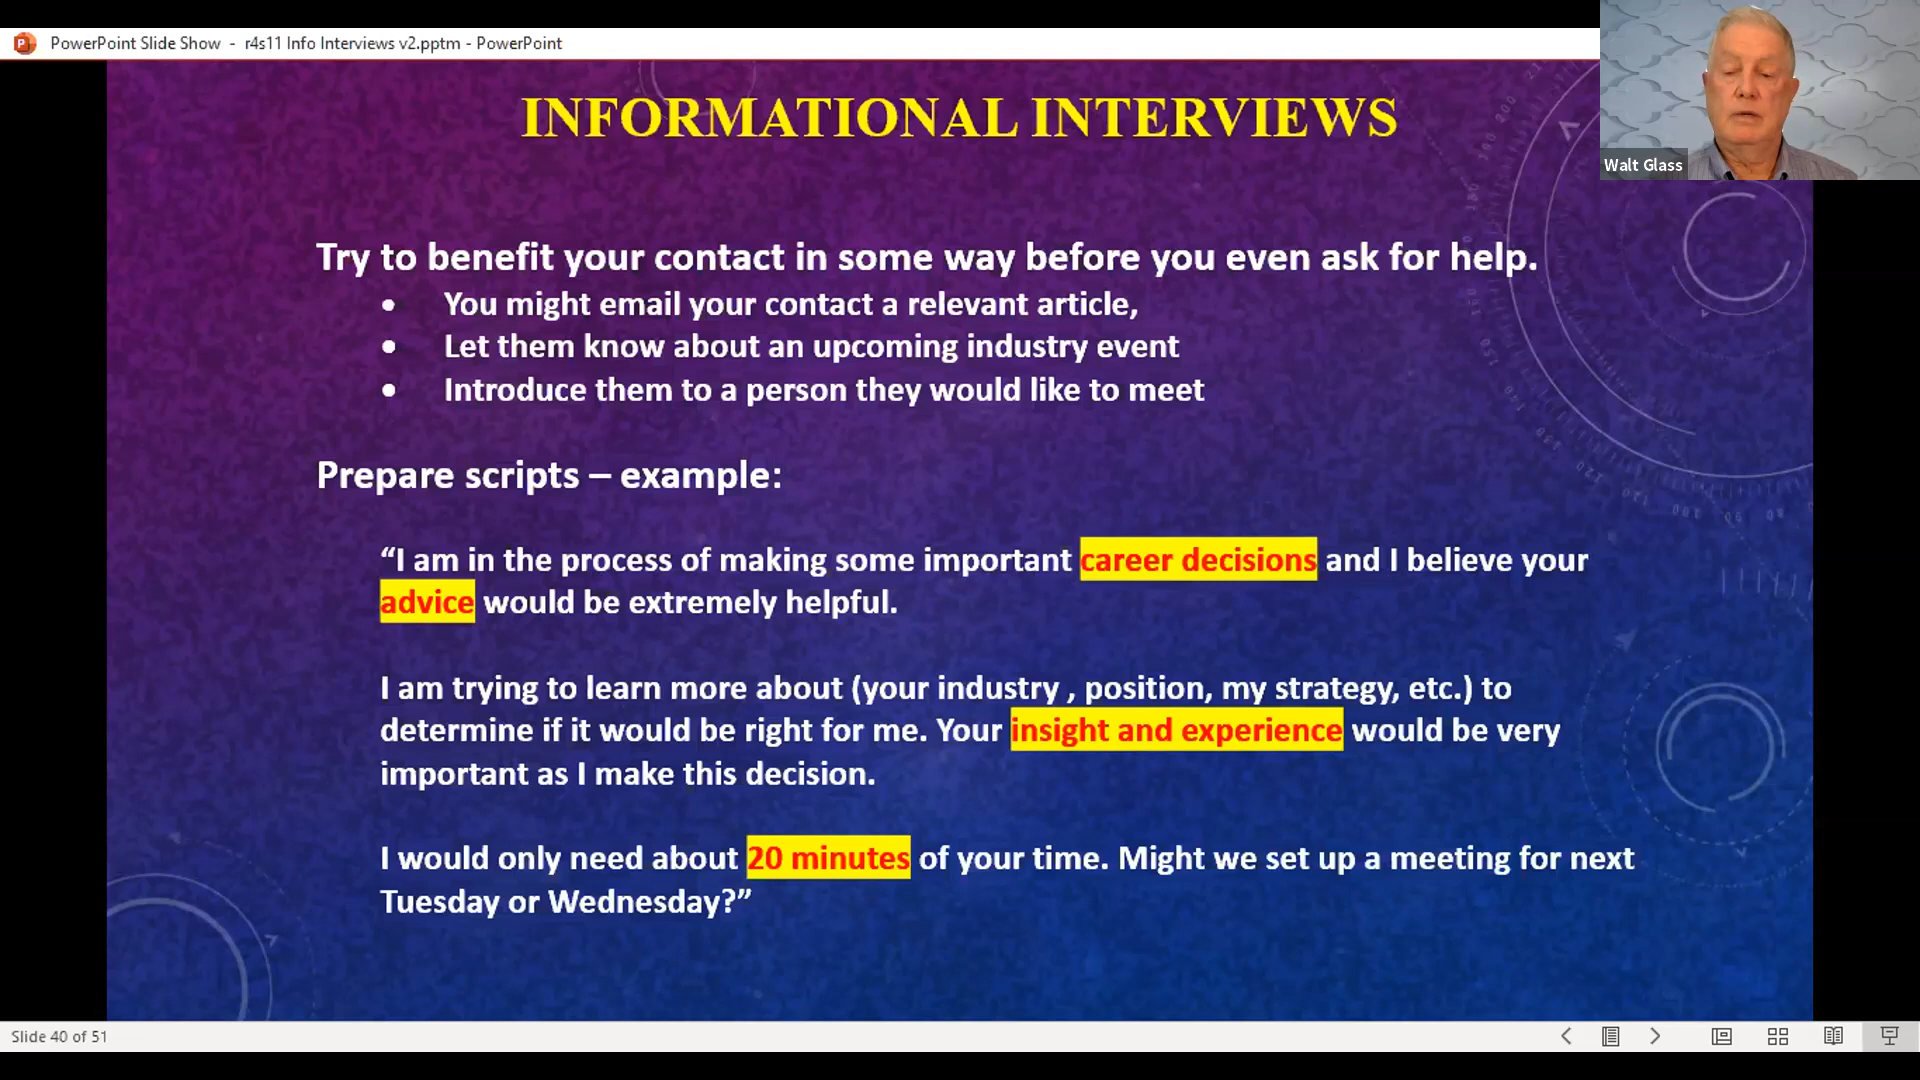 PowerPoint Slide Show - r4s11 Info Interviews v2.pptm - PowerPoint
Walt Glass
INFORMATIONAL INTERVIEWS
Try to benefit your contact in some way before you even ask for help.
• You might email your contact a relevant article,
• Let them know about an upcoming industry event
• Introduce them to a person they would like to meet
Prepare scripts – example:
“I am in the process of making some important career decisions and I believe your
advice would be extremely helpful.
I am trying to learn more about (your industry , position, my strategy, etc.) to
determine if it would be right for me. Your insight and experience would be very
important as I make this decision.
I would only need about 20 minutes of your time. Might we set up a meeting for next
Tuesday or Wednesday?”
Slide 40 of 51